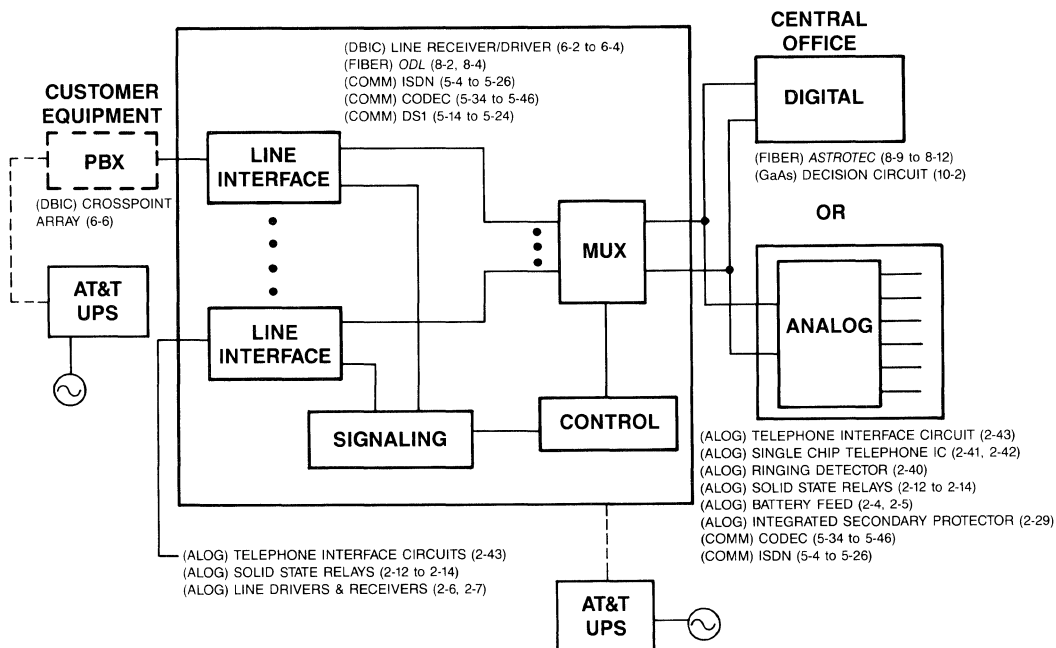 CENTRAL
OFFICE
(DBIC) LINE RECEIVER/DRIVER (6-2 to 6-4)
(FIBER) ODL (8-2, 8-4)
(COMM) ISDN (5-4 to 5-26)
(COMM) CODEC (5-34 to 5-46)
(COMM) DS1 (5-14 to 5-24)
CUSTOMER
EQUIPMENT
PBX
(DBIC) CROSSPOINT
ARRAY (6-6)
LINE
INTERFACE
DIGITAL
(FIBER) ASTROTEC (8-9 to 8-12)
(GaAs) DECISION CIRCUIT (10-2)
OR
MUX
AT&T
UPS
LINE
INTERFACE
ANALOG
SIGNALING
CONTROL
(ALOG) TELEPHONE INTERFACE CIRCUIT (2-43)
(ALOG) SINGLE CHIP TELEPHONE IC (2-41, 2-42)
(ALOG) RINGING DETECTOR (2-40)
(ALOG) SOLID STATE RELAYS (2-12 to 2-14)
(ALOG) BATTERY FEED (2-4, 2-5)
(ALOG) INTEGRATED SECONDARY PROTECTOR (2-29)
(COMM) CODEC (5-34 to 5-46)
(COMM) ISDN (5-4 to 5-26)
(ALOG) TELEPHONE INTERFACE CIRCUITS (2-43)
(ALOG) SOLID STATE RELAYS (2-12 to 2-14)
(ALOG) LINE DRIVERS & RECEIVERS (2-6, 2-7)
AT&T
UPS